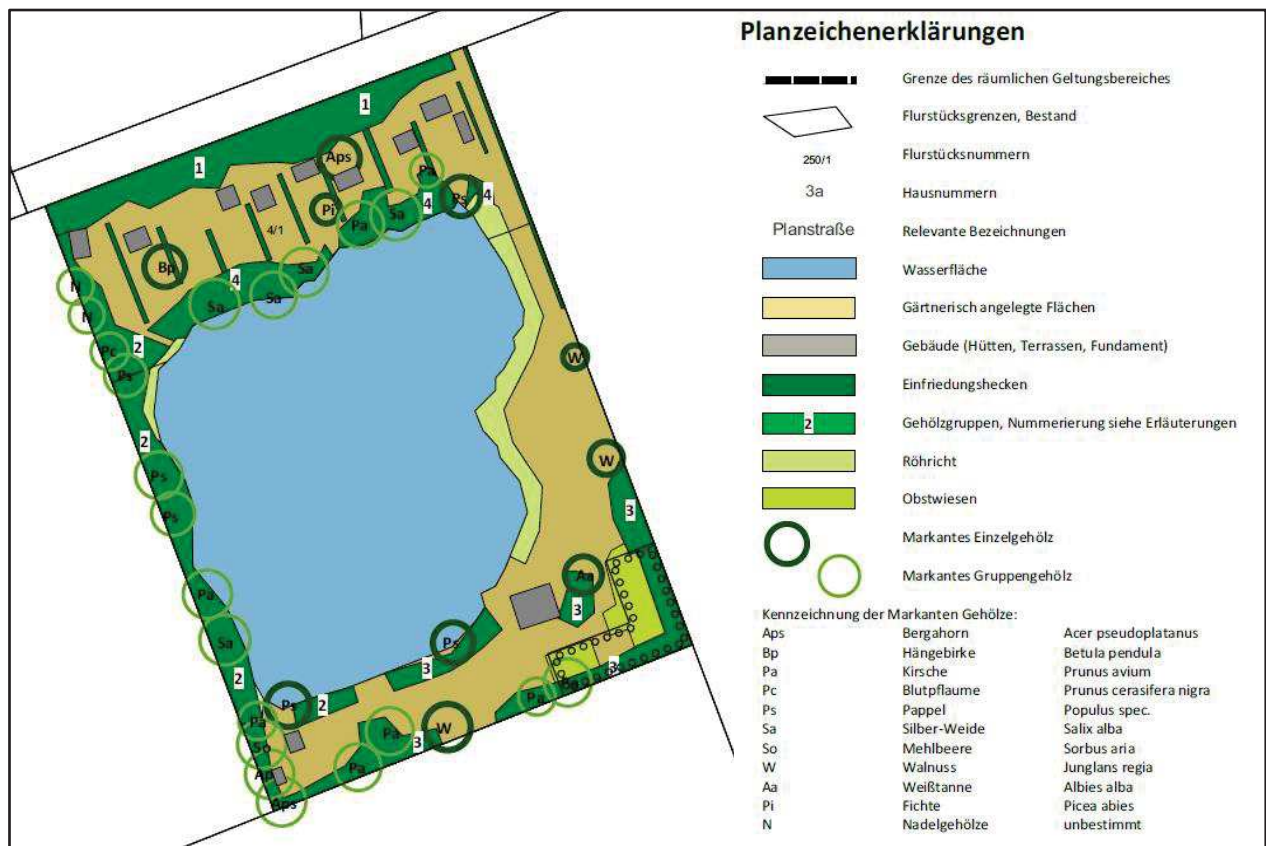 Planzeichenerklärungen
Grenze des räumlichen Geltungsbereiches
Flurstücksgrenzen, Bestand
250/1 Flurstücksnummern
3a Hausnummern
Planstraße Relevante Bezeichnungen
Wasserfläche
Gärtnerisch angelegte Flächen
Gebäude (Hütten, Terrassen, Fundament)
Einfriedungshecken
2 Gehölzgruppen, Nummerierung siehe Erläuterungen
Röhricht
Obstwiesen
Markantes Einzelgehölz
Markantes Gruppengehölz
Kennzeichnung der Markanten Gehölze:
Aps Bergahorn Acer pseudoplatanus
Bp Hängebirke Betula pendula
Pa Kirsche Prunus avium
Pc Blutpflaume Prunus cerasifera nigra
Ps Pappel Populus spec.
Sa Silber-Weide Salix alba
So Mehlbeere Sorbus aria
W Walnuss Junglans regia
Aa Weißtanne Albies alba
Pi Fichte Picea abies
N Nadelgehölze unbestimmt
1
1
Aps
Pa
4
Ps
4
Pi
Sa
Pa
4/1
Bp
Sa
4
Sa
Sa
N
N
2
Pc
Ps
W
2
W
Ps
3
Ps
Aa
Pa
3
Sa
Ps
3
2
3
Ps
2
Pa
Pa
W
Pa
So
3
Pa
Ap
Aps